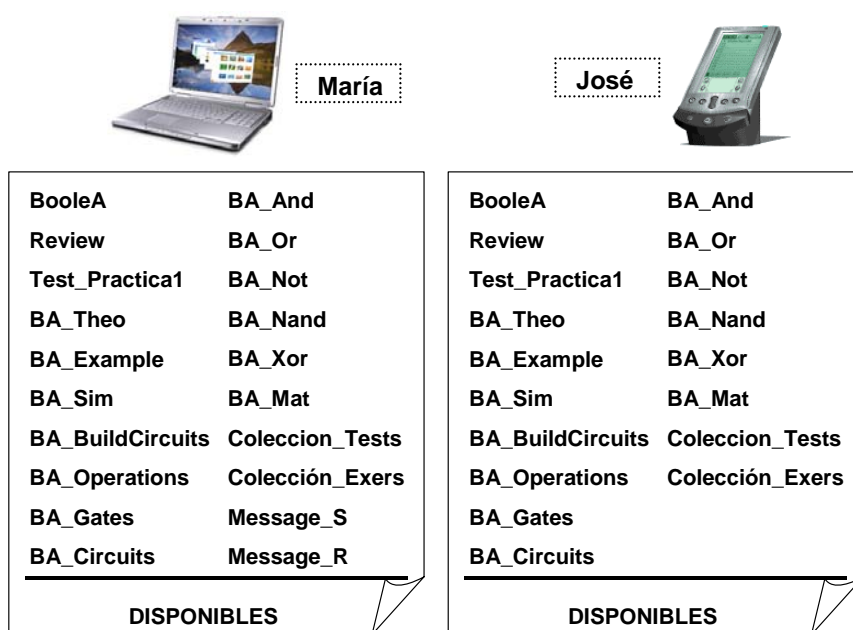 María
José
BooleA BA_And
Review BA_Or
Test_Practica1 BA_Not
BA_Theo BA_Nand
BA_Example BA_Xor
BA_Sim BA_Mat
BA_BuildCircuits Coleccion_Tests
BA_Operations Colección_Exers
BA_Gates Message_S
BA_Circuits Message_R
DISPONIBLES
BooleA BA_And
Review BA_Or
Test_Practica1 BA_Not
BA_Theo BA_Nand
BA_Example BA_Xor
BA_Sim BA_Mat
BA_BuildCircuits Coleccion_Tests
BA_Operations Colección_Exers
BA_Gates
BA_Circuits
DISPONIBLES